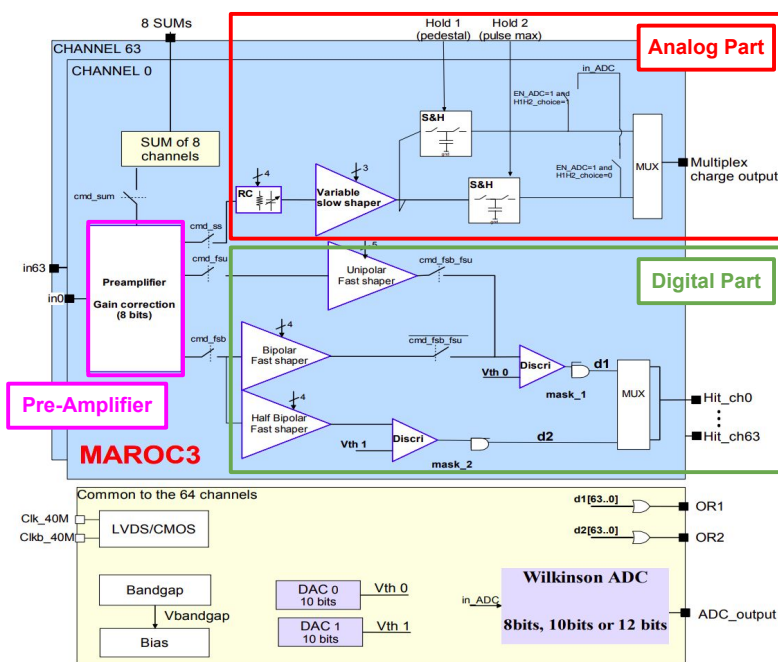 8 SUMs
Hold 1
(pedestal)
Hold 2
(pulse max)
Analog Part
CHANNEL 63
CHANNEL 0
in_ADC
EN_ADC=1 and
H1H2_choice=1
S&H
gnd
SUM of 8
channels
4
3
RC
Variable
slow shaper
S&H
gnd
EN_ADC=1 and
H1H2_choice=0
MUX
Multiplex
charge output
cmd_sum
cmd_ss
cmd_fsu
in63
in0
Preamplifier
Gain correction
(8 bits)
5
Unipolar
Fast shaper
cmd_fsb_fsu
Digital Part
cmd_fsb
4
Bipolar
Fast shaper
cmd_fsb_fsu
Vth 0
Discri
d1
mask_1
MUX
Pre-Amplifier
4
Half Bipolar
Fast shaper
Vth 1
Discri
d2
mask_2
Hit_ch0
Hit_ch63
MAROC3
Common to the 64 channels
Clk_40M
Clkb_40M
LVDS/CMOS
d1[63..0]
OR1
d2[63..0]
OR2
Bandgap
Vbandgap
Bias
DAC 0
10 bits
Vth 0
DAC 1
10 bits
Vth 1
in_ADC
Wilkinson ADC
8bits, 10bits or 12 bits
ADC_output